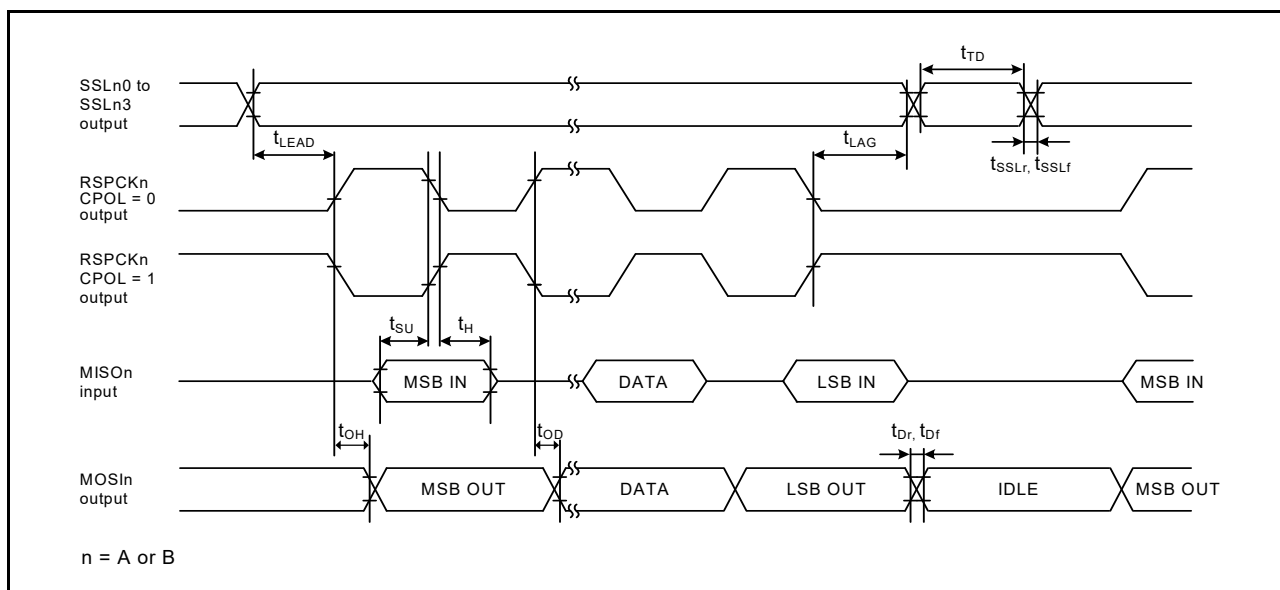 SSLn0 to
SSLn3
output
tTD
tLEAD
tLAG
tSSLr, tSSLf
RSPCKn
CPOL = 0
output
RSPCKn
CPOL = 1
output
tSU
tH
MISOn
input
MSB IN
DATA
LSB IN
MSB IN
tOH
tOD
tDr, tDf
MOSIn
output
MSB OUT
DATA
LSB OUT
IDLE
MSB OUT
n = A or B